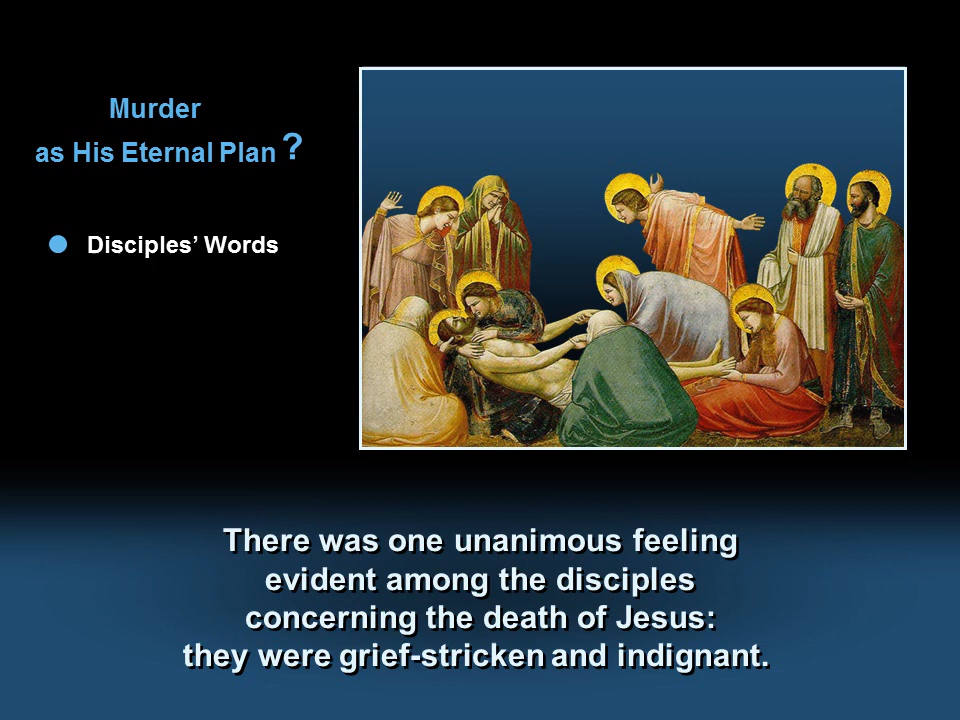 Murder
as His Eternal Plan ?
Disciples’ Words
There was one unanimous feeling
evident among the disciples
concerning the death of Jesus:
they were grief-stricken and indignant.